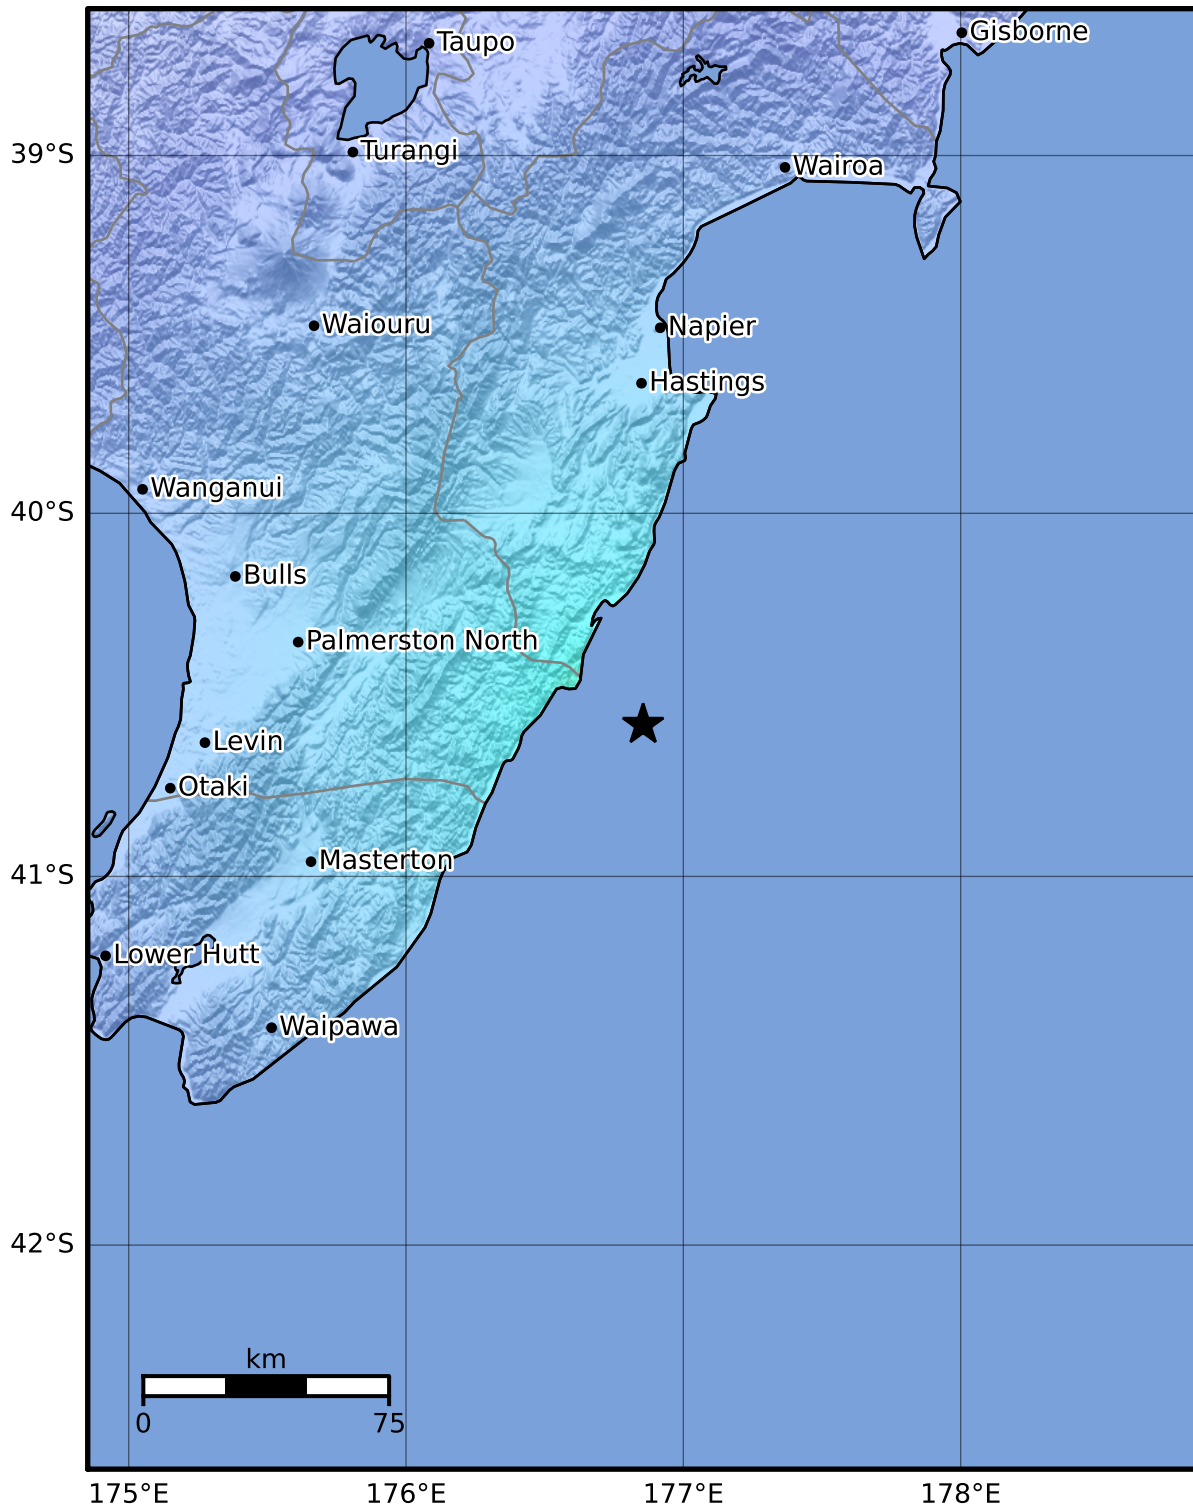 Gisborne
Taupo
39°S
Turangi
Wairoa
Waiouru
Napier
Hastings
Wanganui
40°S
Bulls
Palmerston North
Levin
Otaki
Masterton
41°S
Lower Hutt
Waipawa
42°S
km
0 75
175°E 176°E 177°E 178°E